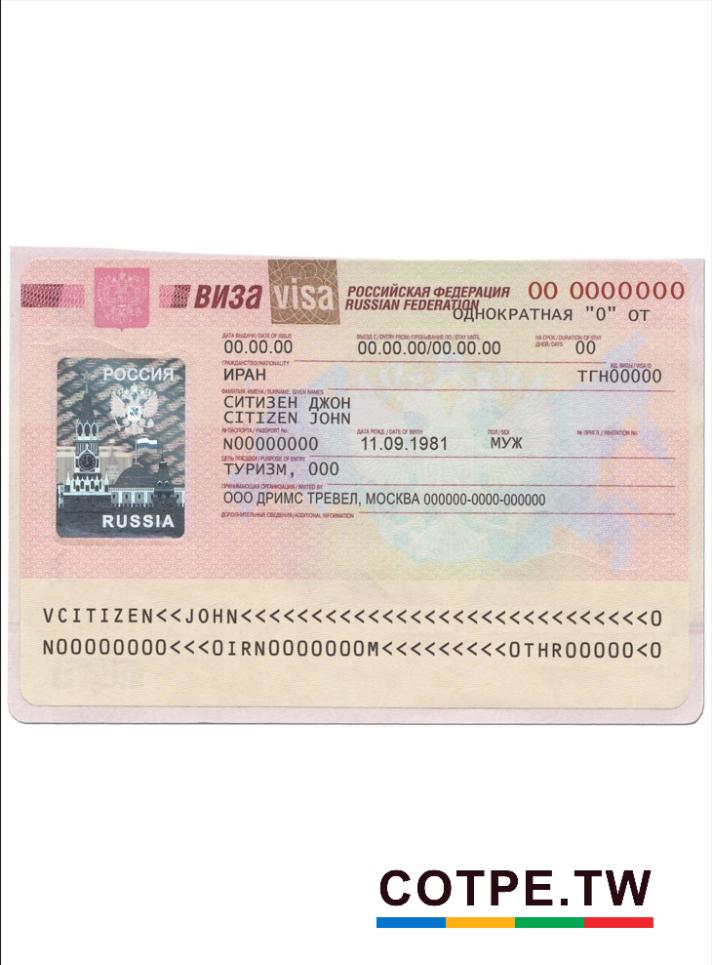 ВИЗА visa РОССИЙСКАЯ ФЕДЕРАЦИЯ 00 0000000
RUSSIAN FEDERATION
ОДНОКРАТНАЯ "0" ОТ
ДАТА ВЫДАЧИ/DATE OF ISSUE ВЪЕЗД С/ENTRY FROM/ПРЕБЫВАНИЕ ДО/STAY UNTIL НА СРОК/DURATION OF STAY
ДНЕЙ/DAYS
00.00.00 00.00.00/00.00.00 00
ГРАЖДАНСТВО/NATIONALITY ИД. ВИЗЫ/VISA ID
ИРАН ТГН00000
РОССИЯ
ФАМИЛИЯ, ИМЕНА/SURNAME, GIVEN NAMES
СИТИЗЕН ДЖОН
CITIZEN JOHN
№ ПАСПОРТА/PASSPORT No. ДАТА РОЖД./DATE OF BIRTH ПОЛ/SEX № ПРИГЛ./INVITATION No.
N00000000 11.09.1981 МУЖ
ЦЕЛЬ ПОЕЗДКИ/PURPOSE OF ENTRY
ТУРИЗМ, 000
ПРИНИМАЮЩАЯ ОРГАНИЗАЦИЯ/INVITED BY
ООО ДРИМС ТРЕВЕЛ, МОСКВА 000000-0000-000000
ДОПОЛНИТЕЛЬНЫЕ СВЕДЕНИЯ/ADDITIONAL INFORMATION
RUSSIA
VCITIZEN<<JOHN<<<<<<<<<<<<<<<<<<<<<<<<<<<<<<<0
N00000000<<<0IRN0000000M<<<<<<<<<0THR00000<0
COTPE.TW